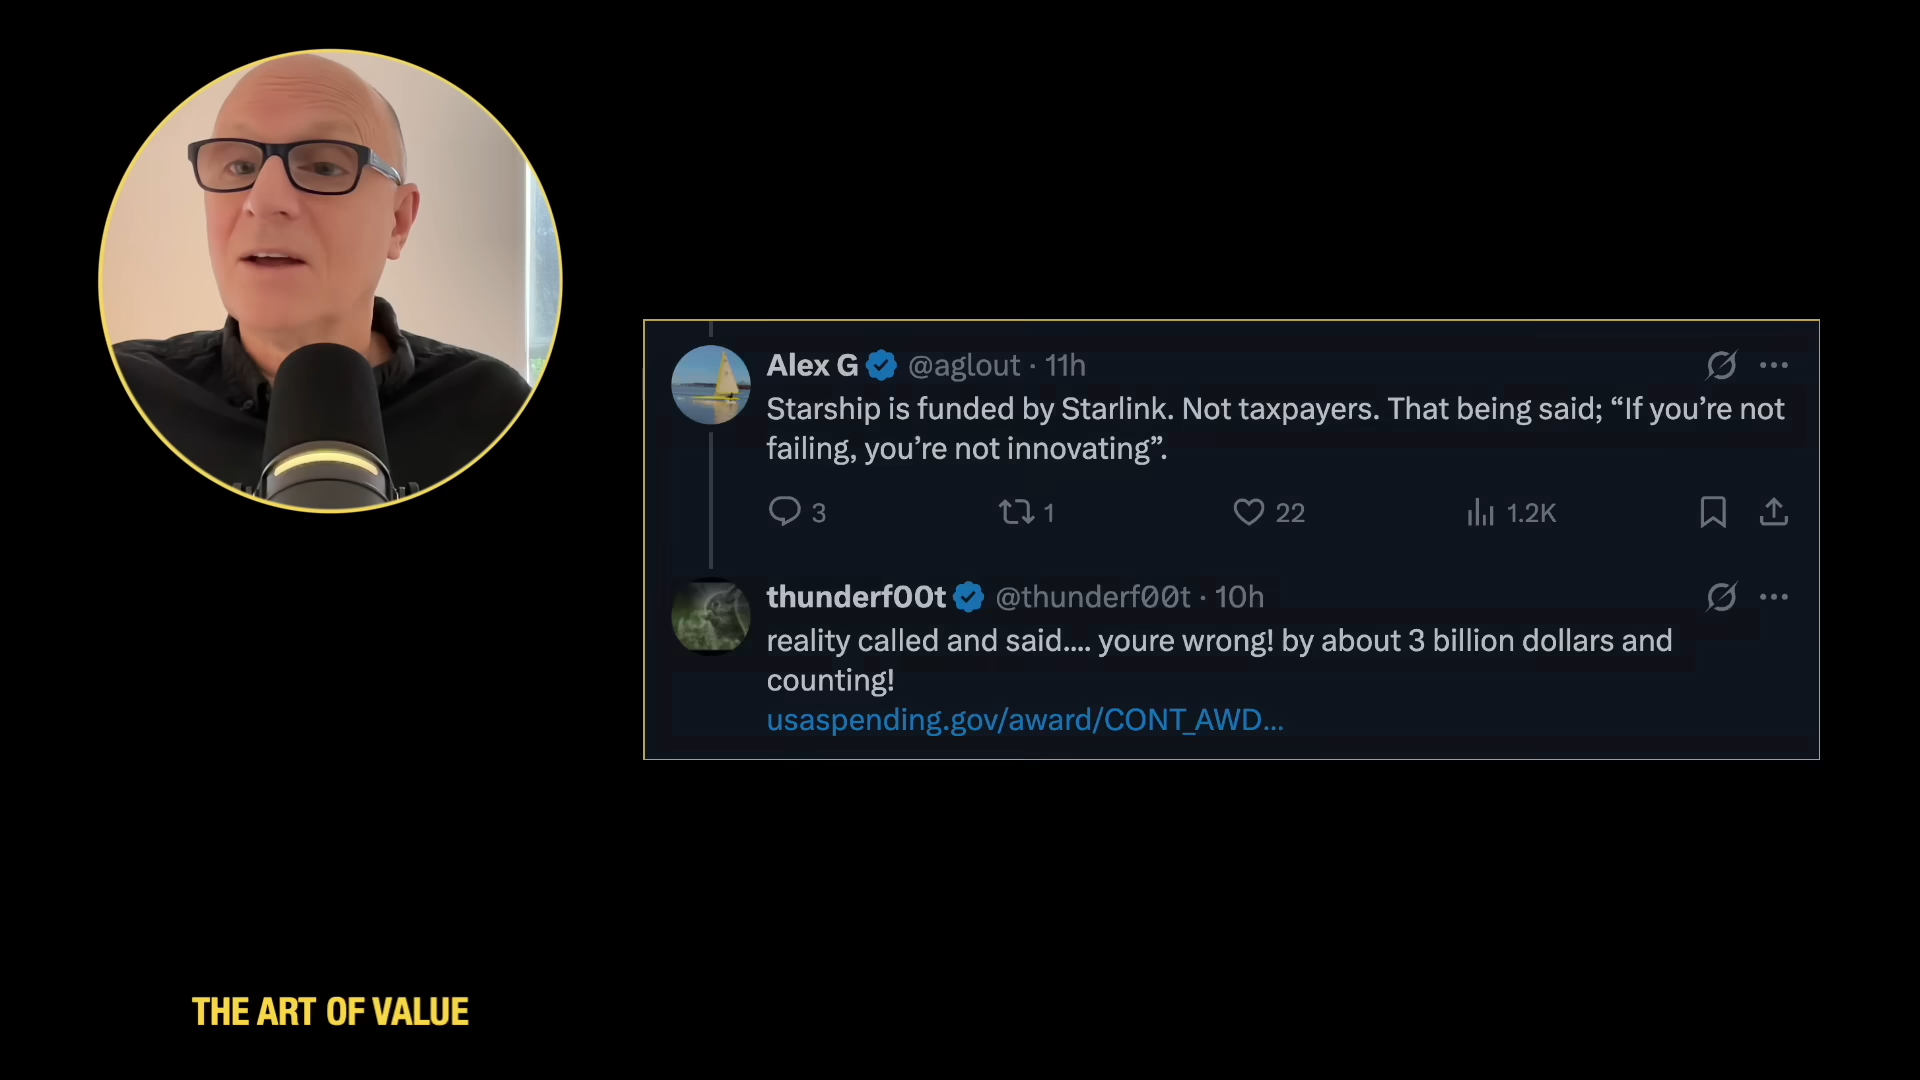 Alex G @aglout · 11h
Starship is funded by Starlink. Not taxpayers. That being said; “If you’re not
failing, you’re not innovating”.
3 1 22 1.2K
thunderf00t @thunderf00t · 10h
reality called and said.... youre wrong! by about 3 billion dollars and
counting!
usaspending.gov/award/CONT_AWD...
THE ART OF VALUE